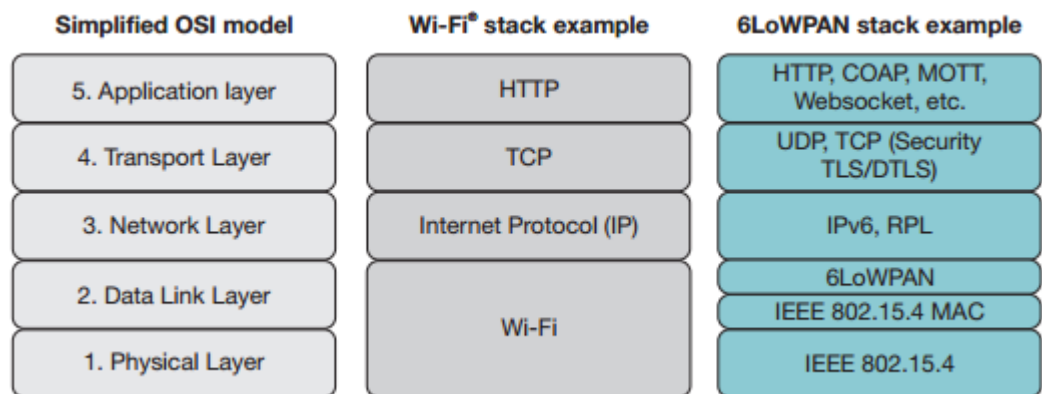 Simplified OSI model
5. Application layer
4. Transport Layer
3. Network Layer
2. Data Link Layer
1. Physical Layer
Wi-Fi® stack example
HTTP
TCP
Internet Protocol (IP)
Wi-Fi
6LoWPAN stack example
HTTP, COAP, MOTT,
Websocket, etc.
UDP, TCP (Security
TLS/DTLS)
IPv6, RPL
6LoWPAN
IEEE 802.15.4 MAC
IEEE 802.15.4